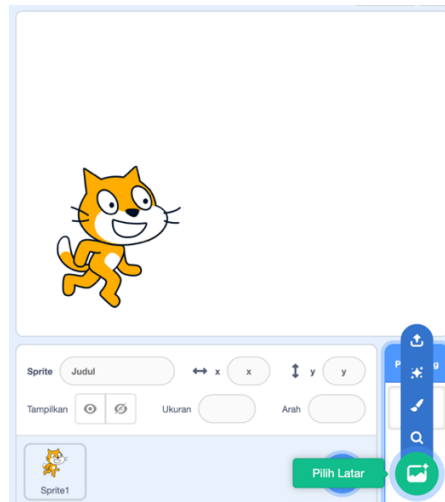 Sprite Judul x x y y
Tampilkan Ukuran Arah
Pilih Latar
Sprite1